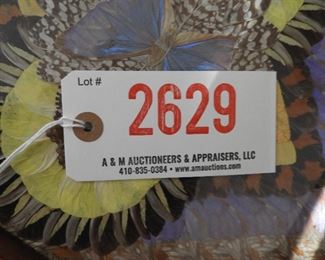 Lot #
2629
A & M AUCTIONEERS & APPRAISERS, LLC
410-835-0384 • www.amauctions.com